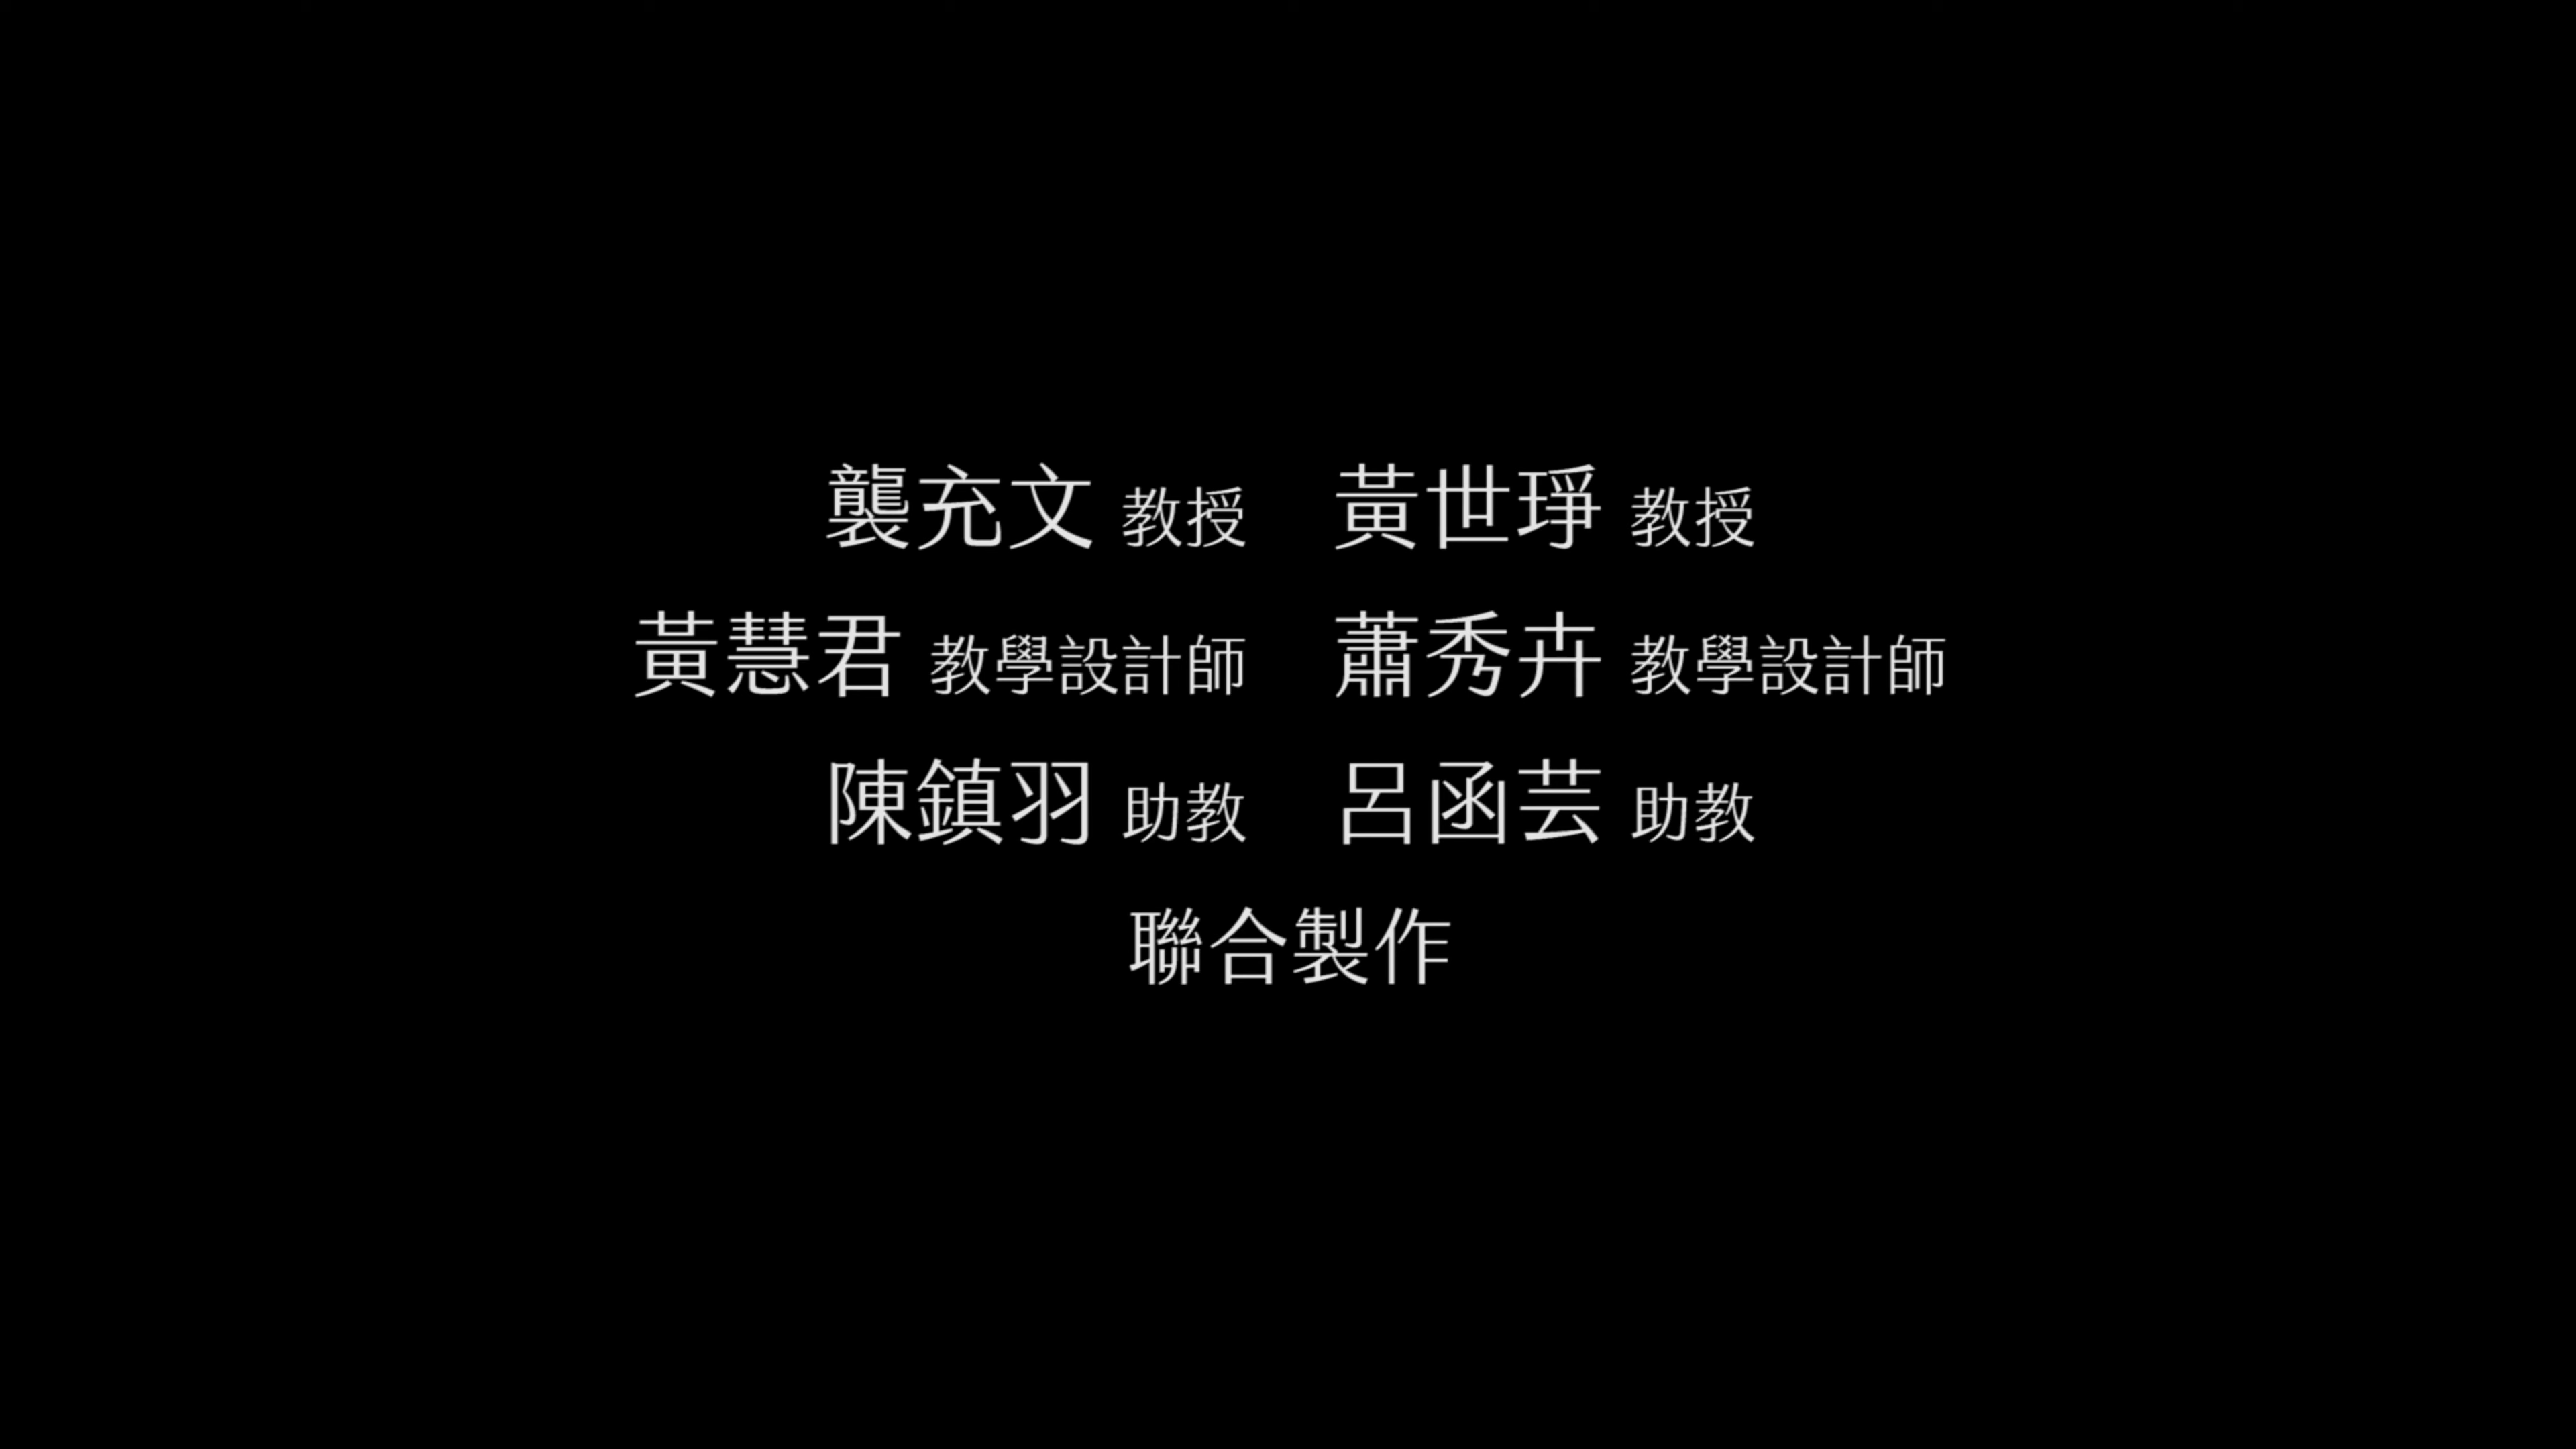 襲充文 教授 黃世琤 教授
黃慧君 教學設計師 蕭秀卉 教學設計師
陳鎮羽 助教 呂函芸 助教
聯合製作